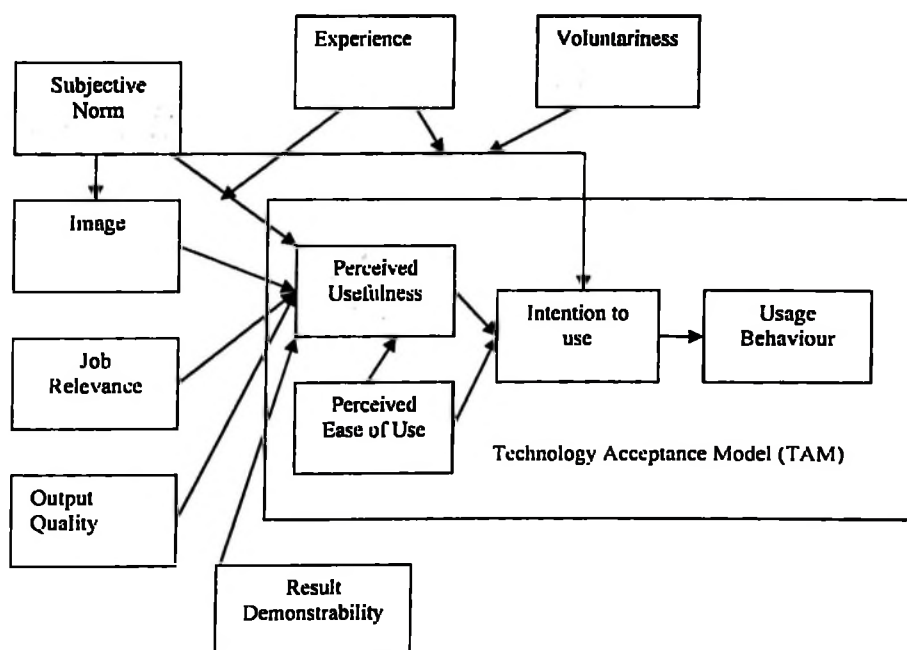 Experience
Voluntariness
Subjective
Norm
Image
Perceived
Usefulness
Intention to
use
Usage
Behaviour
Job
Relevance
Perceived
Ease of Use
Technology Acceptance Model (TAM)
Output
Quality
Result
Demonstrability